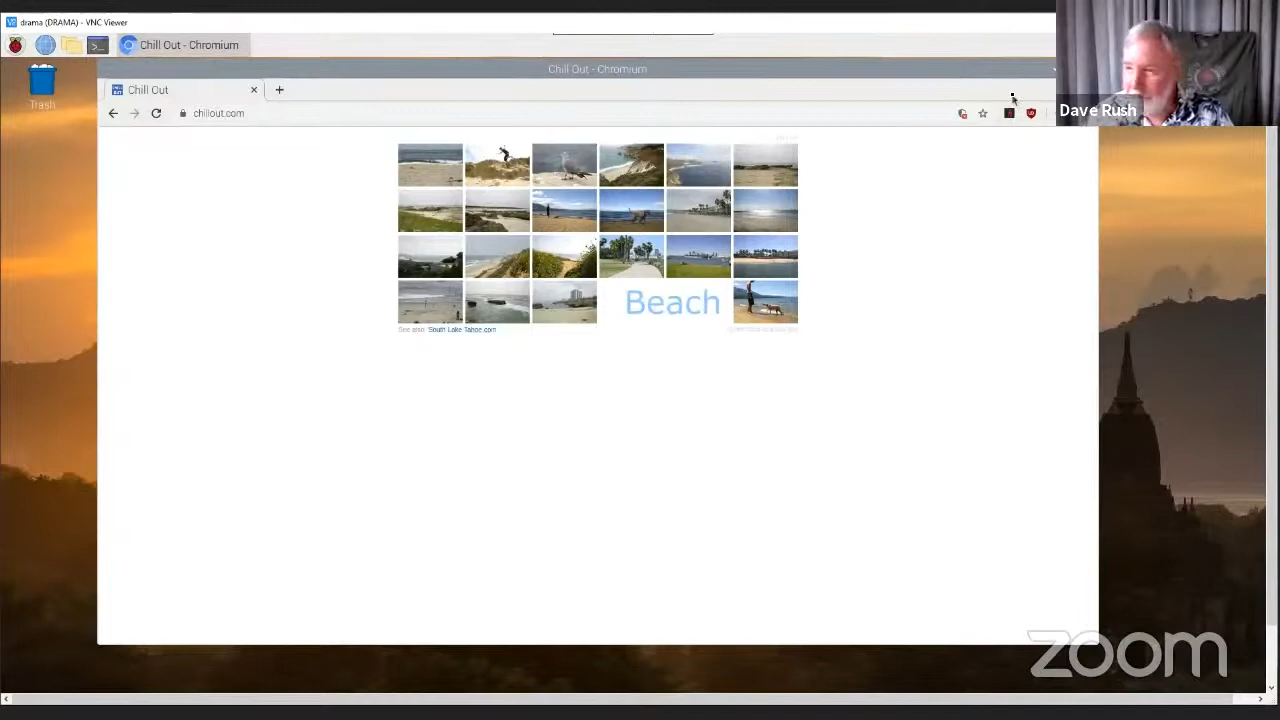 drama (DRAMA) - VNC Viewer
Chill Out - Chromium
Chill Out - Chromium
Trash
Chill Out
chillout.com
Dave Rush
Beach
See also: South Lake Tahoe.com
zoom